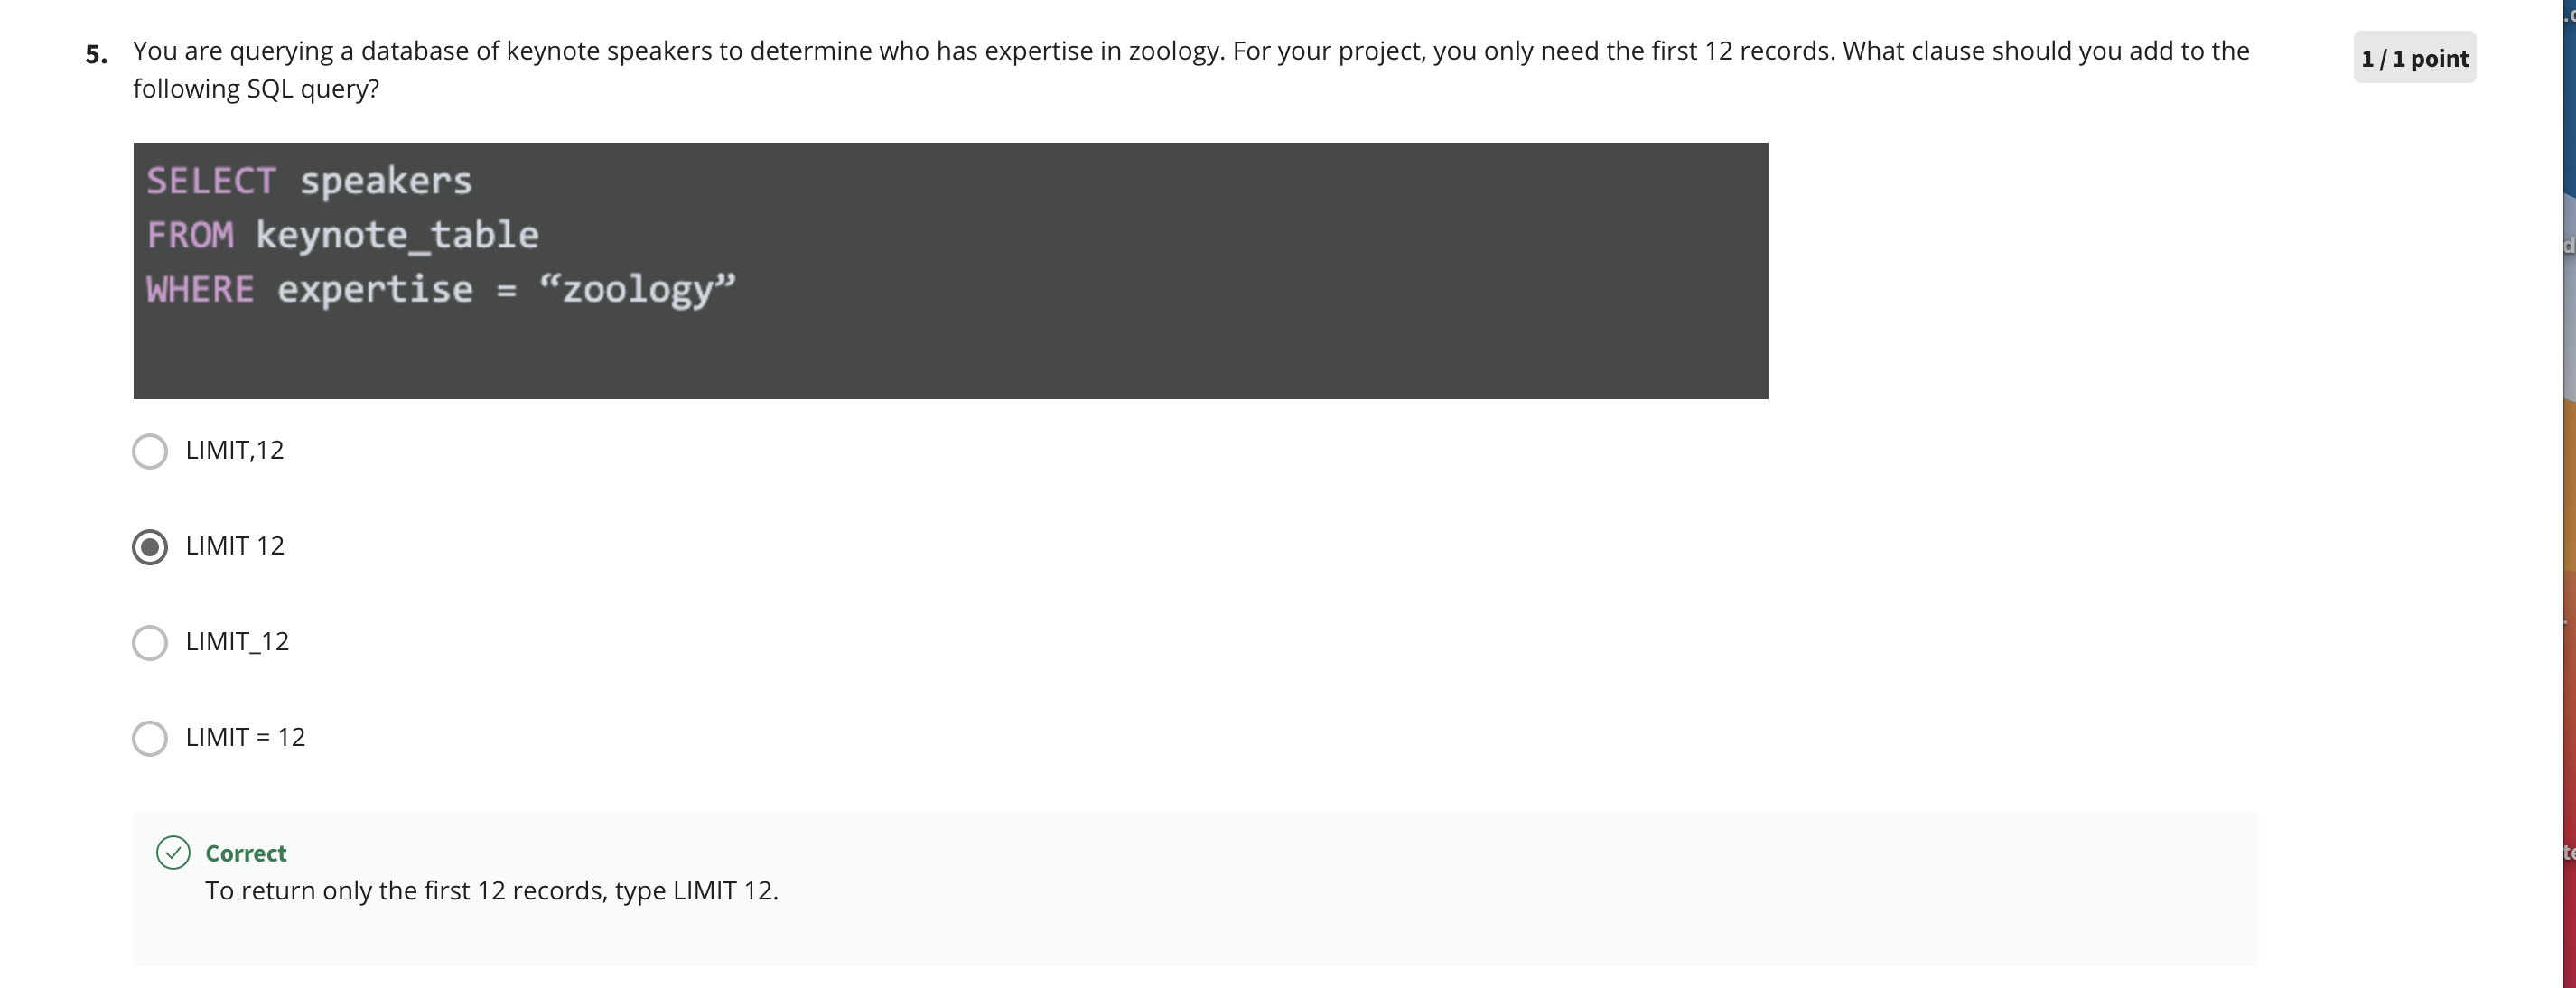 5. You are querying a database of keynote speakers to determine who has expertise in zoology. For your project, you only need the first 12 records. What clause should you add to the
following SQL query?
1 / 1 point
SELECT speakers
FROM keynote_table
WHERE expertise = “zoology”
LIMIT,12
LIMIT 12
LIMIT_12
LIMIT = 12
Correct
To return only the first 12 records, type LIMIT 12.